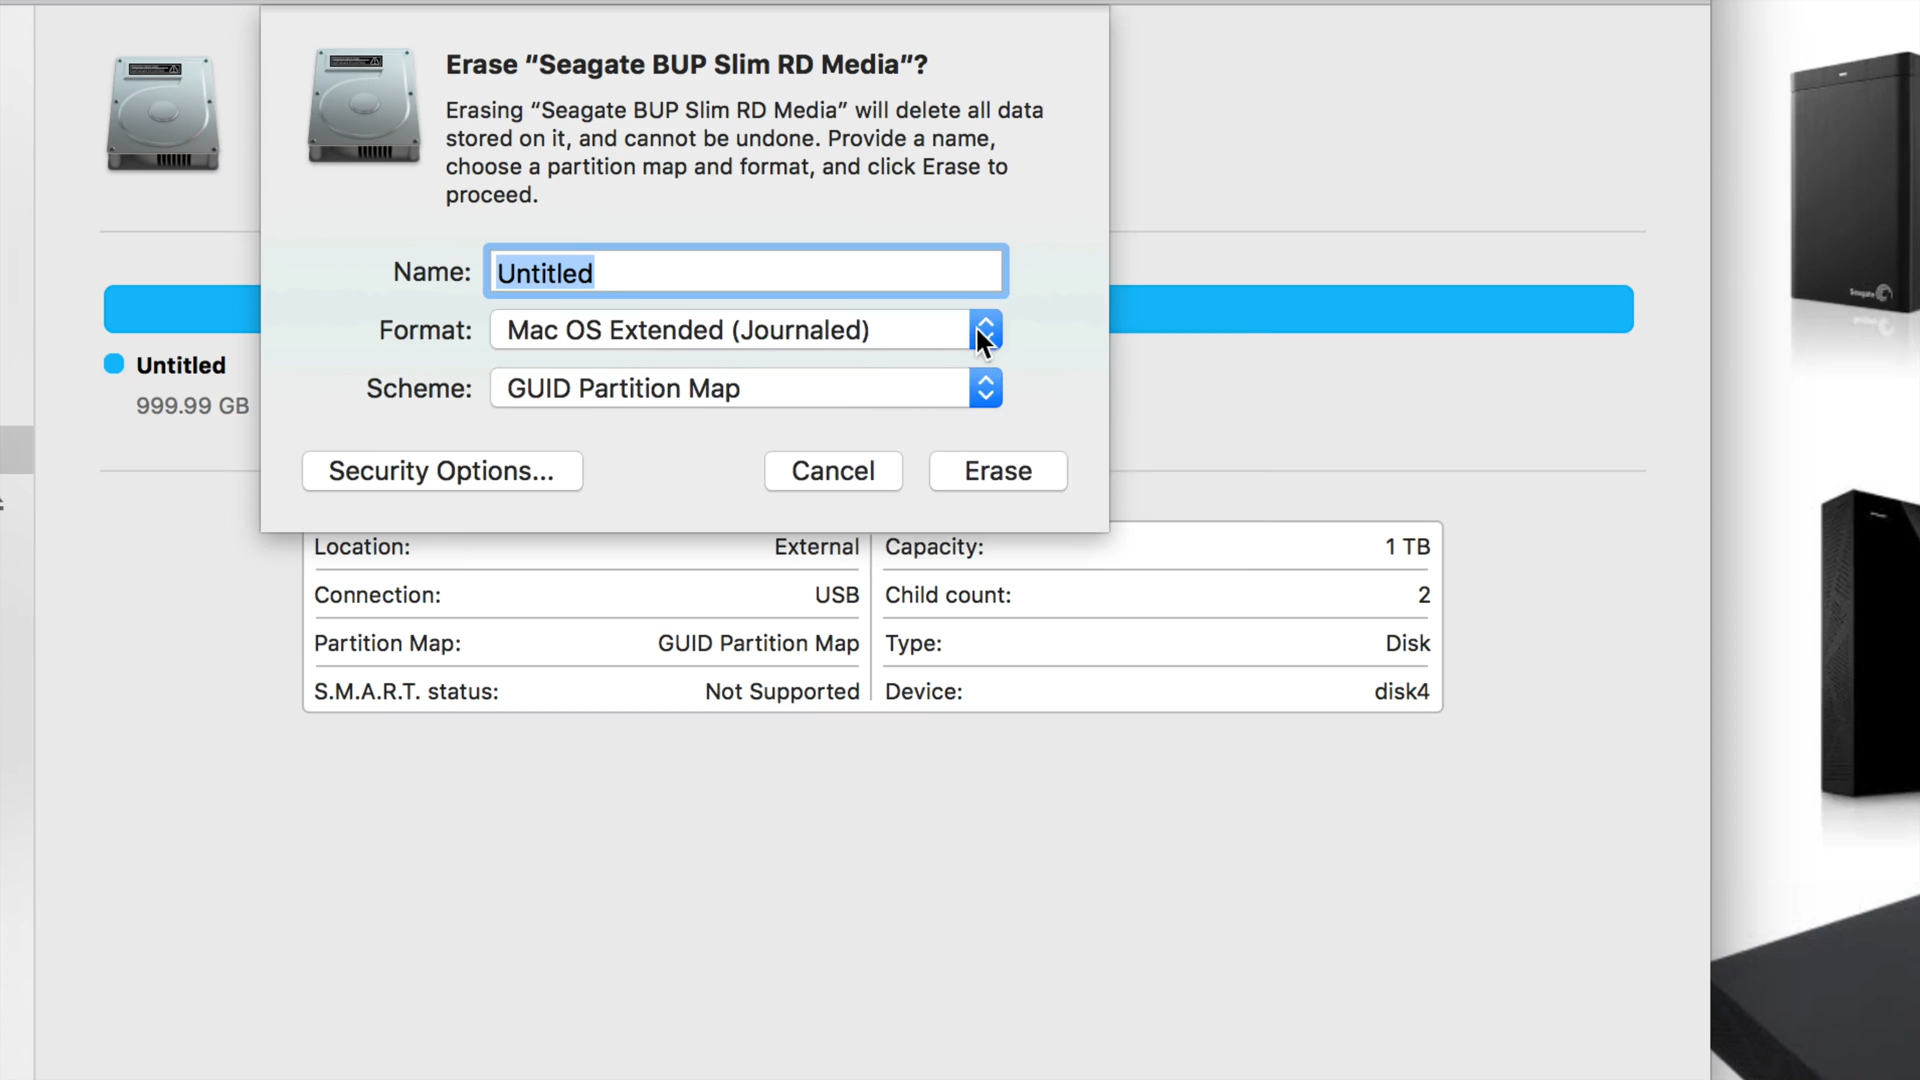 Erase “Seagate BUP Slim RD Media”?
Erasing “Seagate BUP Slim RD Media” will delete all data
stored on it, and cannot be undone. Provide a name,
choose a partition map and format, and click Erase to
proceed.
Name: Untitled
Format: Mac OS Extended (Journaled)
Scheme: GUID Partition Map
Security Options... Cancel Erase
Untitled
999.99 GB
Location: External Capacity: 1 TB
Connection: USB Child count: 2
Partition Map: GUID Partition Map Type: Disk
S.M.A.R.T. status: Not Supported Device: disk4
Seagate